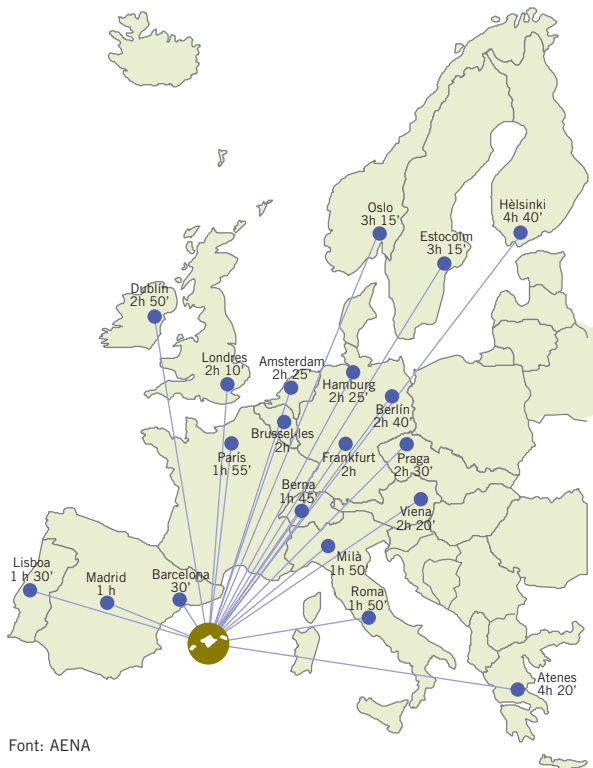 Oslo
3h 15’
Hèlsinki
4h 40’
Estocolm
3h 15’
Dublín
2h 50’
Londres
2h 10’
Amsterdam
2h 25’
Hamburg
2h 25’
Berlín
2h 40’
Brussel·les
2h
París
1h 55’
Frankfurt
2h
Praga
2h 30’
Berna
1h 45’
Viena
2h 20’
Milà
1h 50’
Lisboa
1 h 30’
Madrid
1 h
Barcelona
30’
Roma
1h 50’
Atenes
4h 20’
Font: AENA